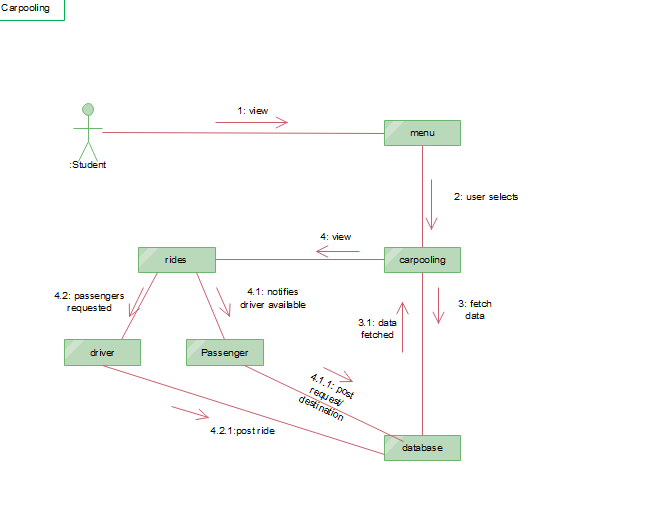 Carpooling
1: view
menu
:Student
2: user selects
4: view
rides
carpooling
4.2: passengers
requested
4.1: notifies
driver available
3: fetch
data
3.1: data
fetched
driver
Passenger
4.1.1: post
request/
destination
4.2.1:post ride
database